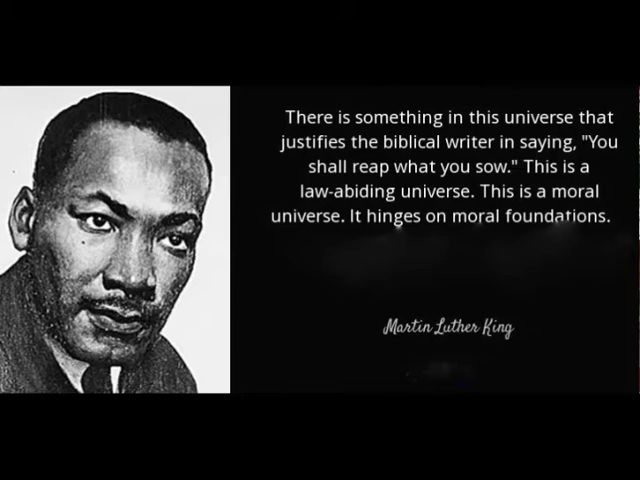 There is something in this universe that
justifies the biblical writer in saying, "You
shall reap what you sow." This is a
law-abiding universe. This is a moral
universe. It hinges on moral foundations.
Martin Luther King